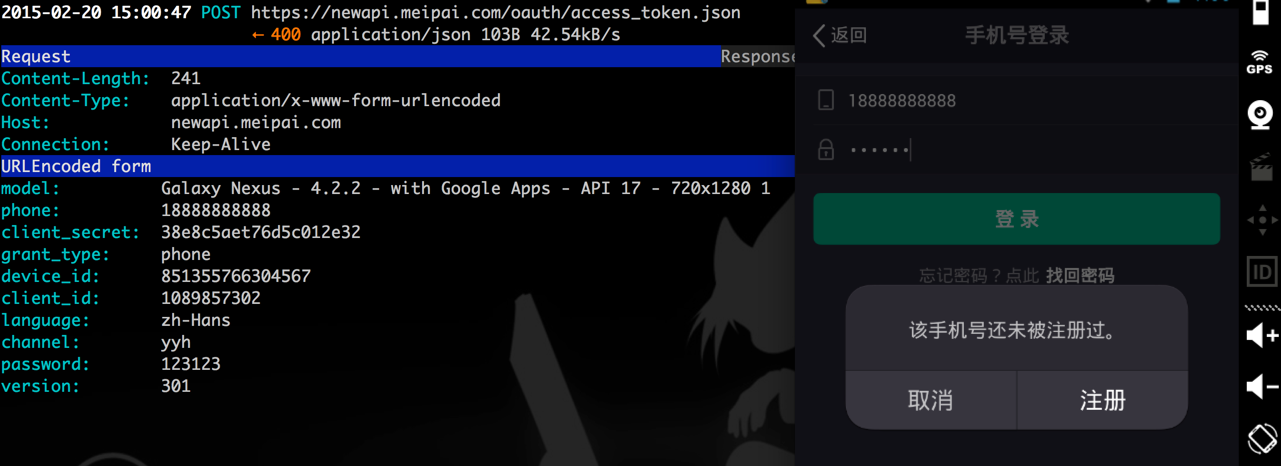 2015-02-20 15:00:47 POST https://newapi.meipai.com/oauth/access_token.json
← 400 application/json 103B 42.54kB/s
Request Response
Content-Length: 241
Content-Type: application/x-www-form-urlencoded
Host: newapi.meipai.com
Connection: Keep-Alive
URLEncoded form
model: Galaxy Nexus - 4.2.2 - with Google Apps - API 17 - 720x1280 1
phone: 18888888888
client_secret: 38e8c5aet76d5c012e32
grant_type: phone
device_id: 851355766304567
client_id: 1089857302
language: zh-Hans
channel: yyh
password: 123123
version: 301
返回 手机号登录
18888888888
••••••
登录
忘记密码？点此 找回密码
该手机号还未被注册过。
取消 注册
GPS
ID